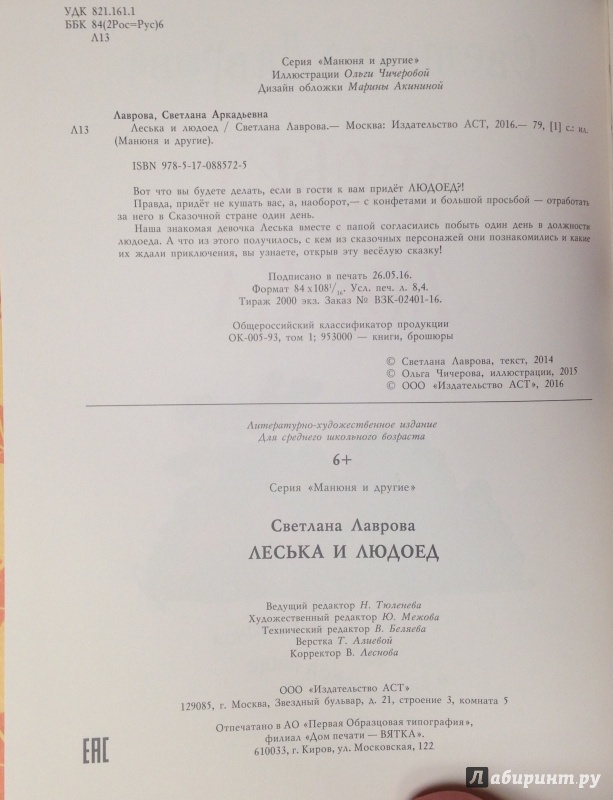 УДК 821.161.1
ББК 84(2Рос=Рус)6
Л13
Серия «Манюня и другие»
Иллюстрации Ольги Чичеровой
Дизайн обложки Марины Акининой
Лаврова, Светлана Аркадьевна
Л13 Леська и людоед / Светлана Лаврова.— Москва: Издательство АСТ, 2016.— 79, [1] с.: ил.
(Манюня и другие).
ISBN 978-5-17-088572-5
Вот что вы будете делать, если в гости к вам придёт ЛЮДОЕД?!
Правда, придёт не кушать вас, а, наоборот,— с конфетами и большой просьбой — отработать
за него в Сказочной стране один день.
Наша знакомая девочка Леська вместе с папой согласились побыть один день в должности
людоеда. А что из этого получилось, с кем из сказочных персонажей они познакомились и какие
их ждали приключения, вы узнаете, открыв эту весёлую сказку!
Подписано в печать 26.05.16.
Формат 84 x108¹/₁₆. Усл. печ. л. 8,4.
Тираж 2000 экз. Заказ № ВЗК-02401-16.
Общероссийский классификатор продукции
ОК-005-93, том 1; 953000 — книги, брошюры
© Светлана Лаврова, текст, 2014
© Ольга Чичерова, иллюстрации, 2015
© ООО «Издательство АСТ», 2016
Литературно-художественное издание
Для среднего школьного возраста
6+
Серия «Манюня и другие»
Светлана Лаврова
ЛЕСЬКА И ЛЮДОЕД
Ведущий редактор Н. Тюленева
Художественный редактор Ю. Межова
Технический редактор В. Беляева
Верстка Т. Алиевой
Корректор В. Леснова
ООО «Издательство АСТ»
129085, г. Москва, Звездный бульвар, д. 21, строение 3, комната 5
Отпечатано в АО «Первая Образцовая типография»,
филиал «Дом печати — ВЯТКА».
610033, г. Киров, ул. Московская, 122
ЕАС
Лабиринт.ру